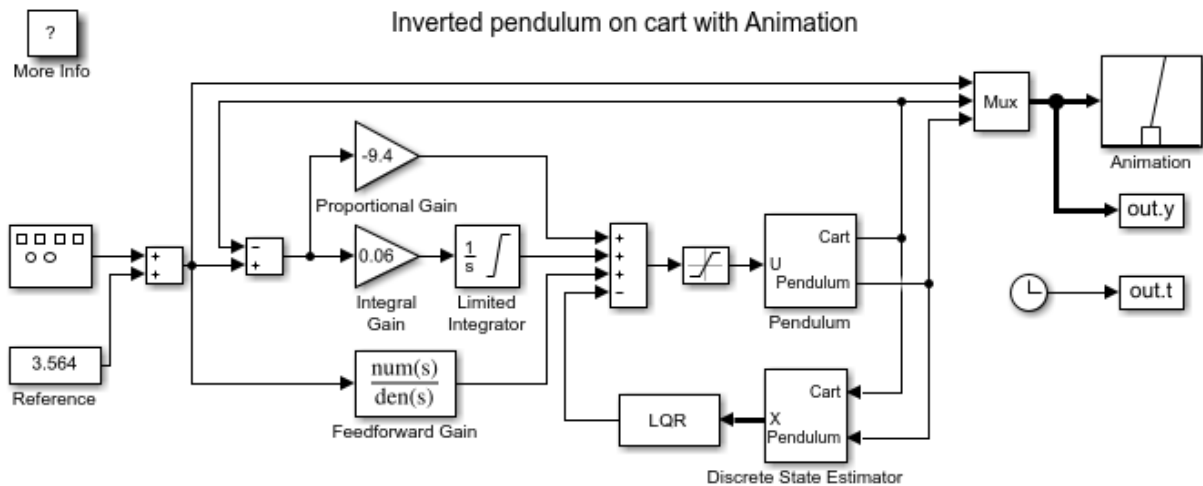 Inverted pendulum on cart with Animation
?
More Info
Mux
Animation
-9.4
Proportional Gain
out.y
+
+
−
+
0.06
Integral
Gain
1
s
Limited
Integrator
+
+
+
−
Cart
U
Pendulum
Pendulum
out.t
3.564
Reference
num(s)
den(s)
Feedforward Gain
LQR
Cart
X
Pendulum
Discrete State Estimator